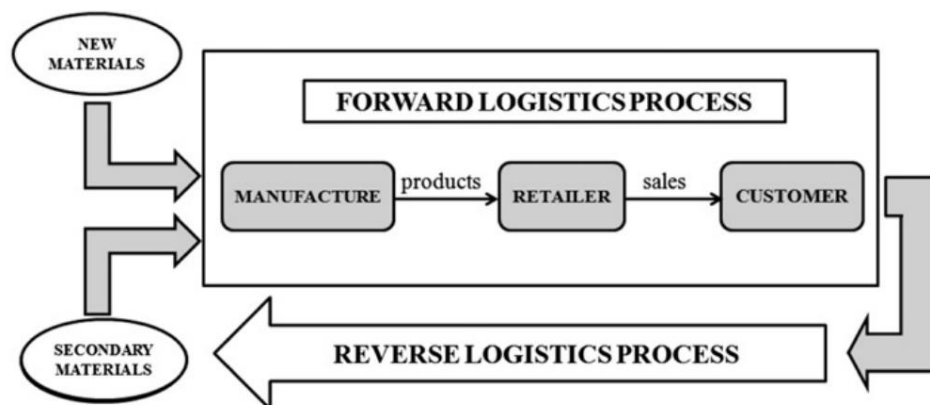 NEW
MATERIALS
FORWARD LOGISTICS PROCESS
MANUFACTURE
products
RETAILER
sales
CUSTOMER
SECONDARY
MATERIALS
REVERSE LOGISTICS PROCESS